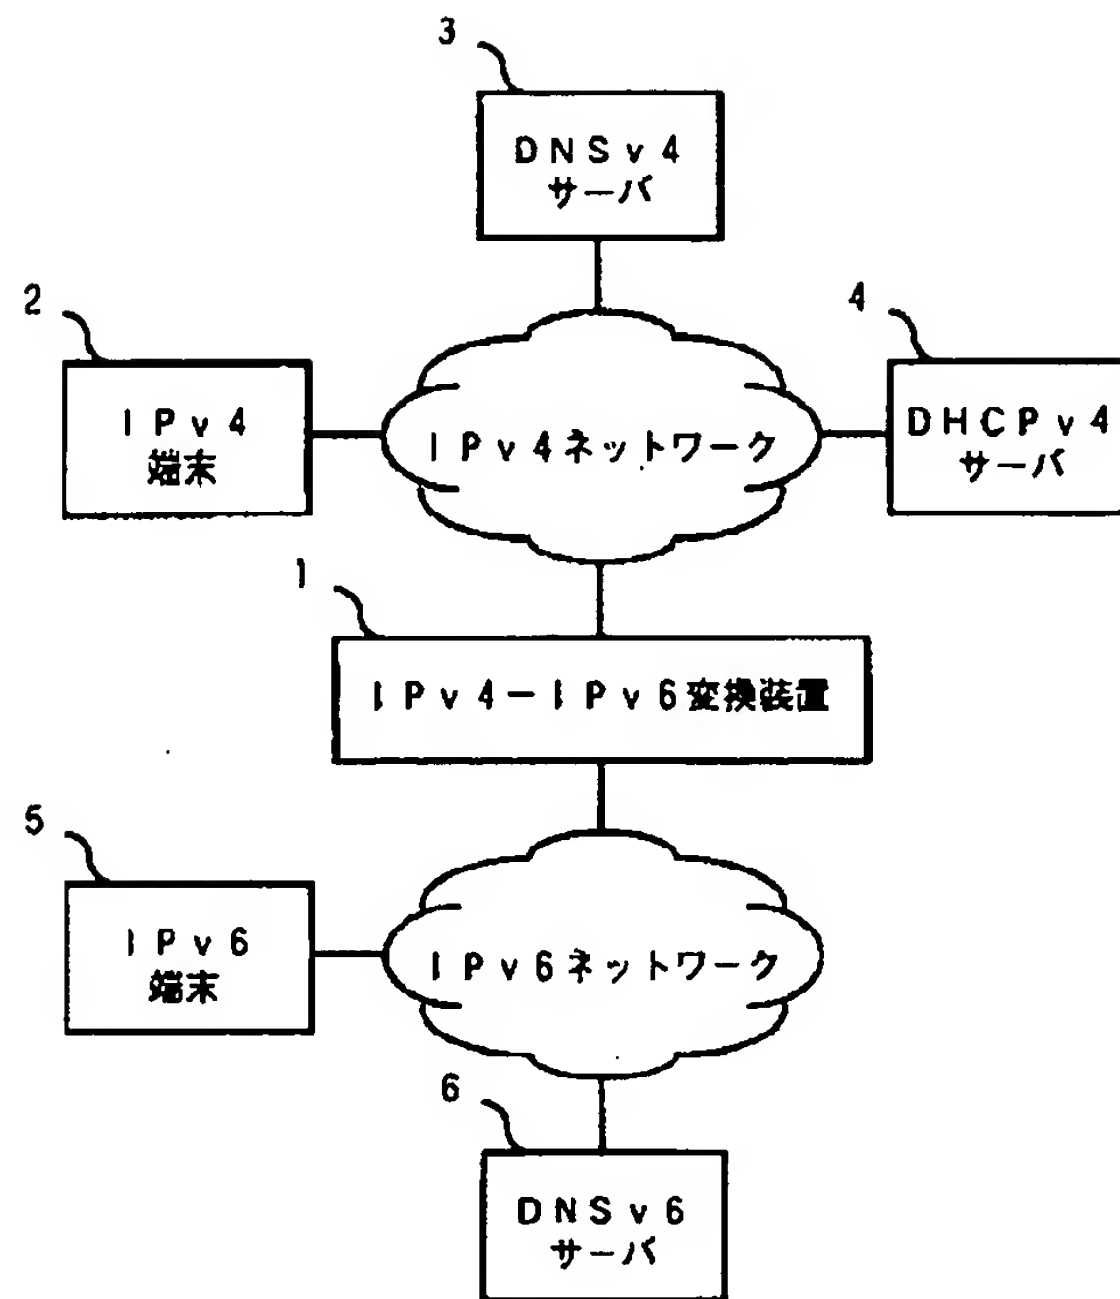 3
DNSv4
サーバ
2
4
IPv4
端末
IPv4ネットワーク
DHCPv4
サーバ
1
IPv4-IPv6変換装置
5
IPv6
端末
IPv6ネットワーク
6
DNSv6
サーバ